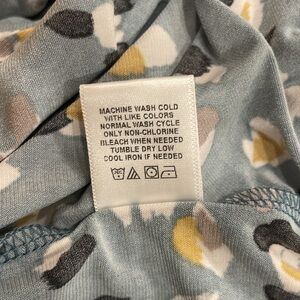 MACHINE WASH COLD
WITH LIKE COLORS
NORMAL WASH CYCLE
ONLY NON-CHLORINE
BLEACH WHEN NEEDED
TUMBLE DRY LOW
COOL IRON IF NEEDED